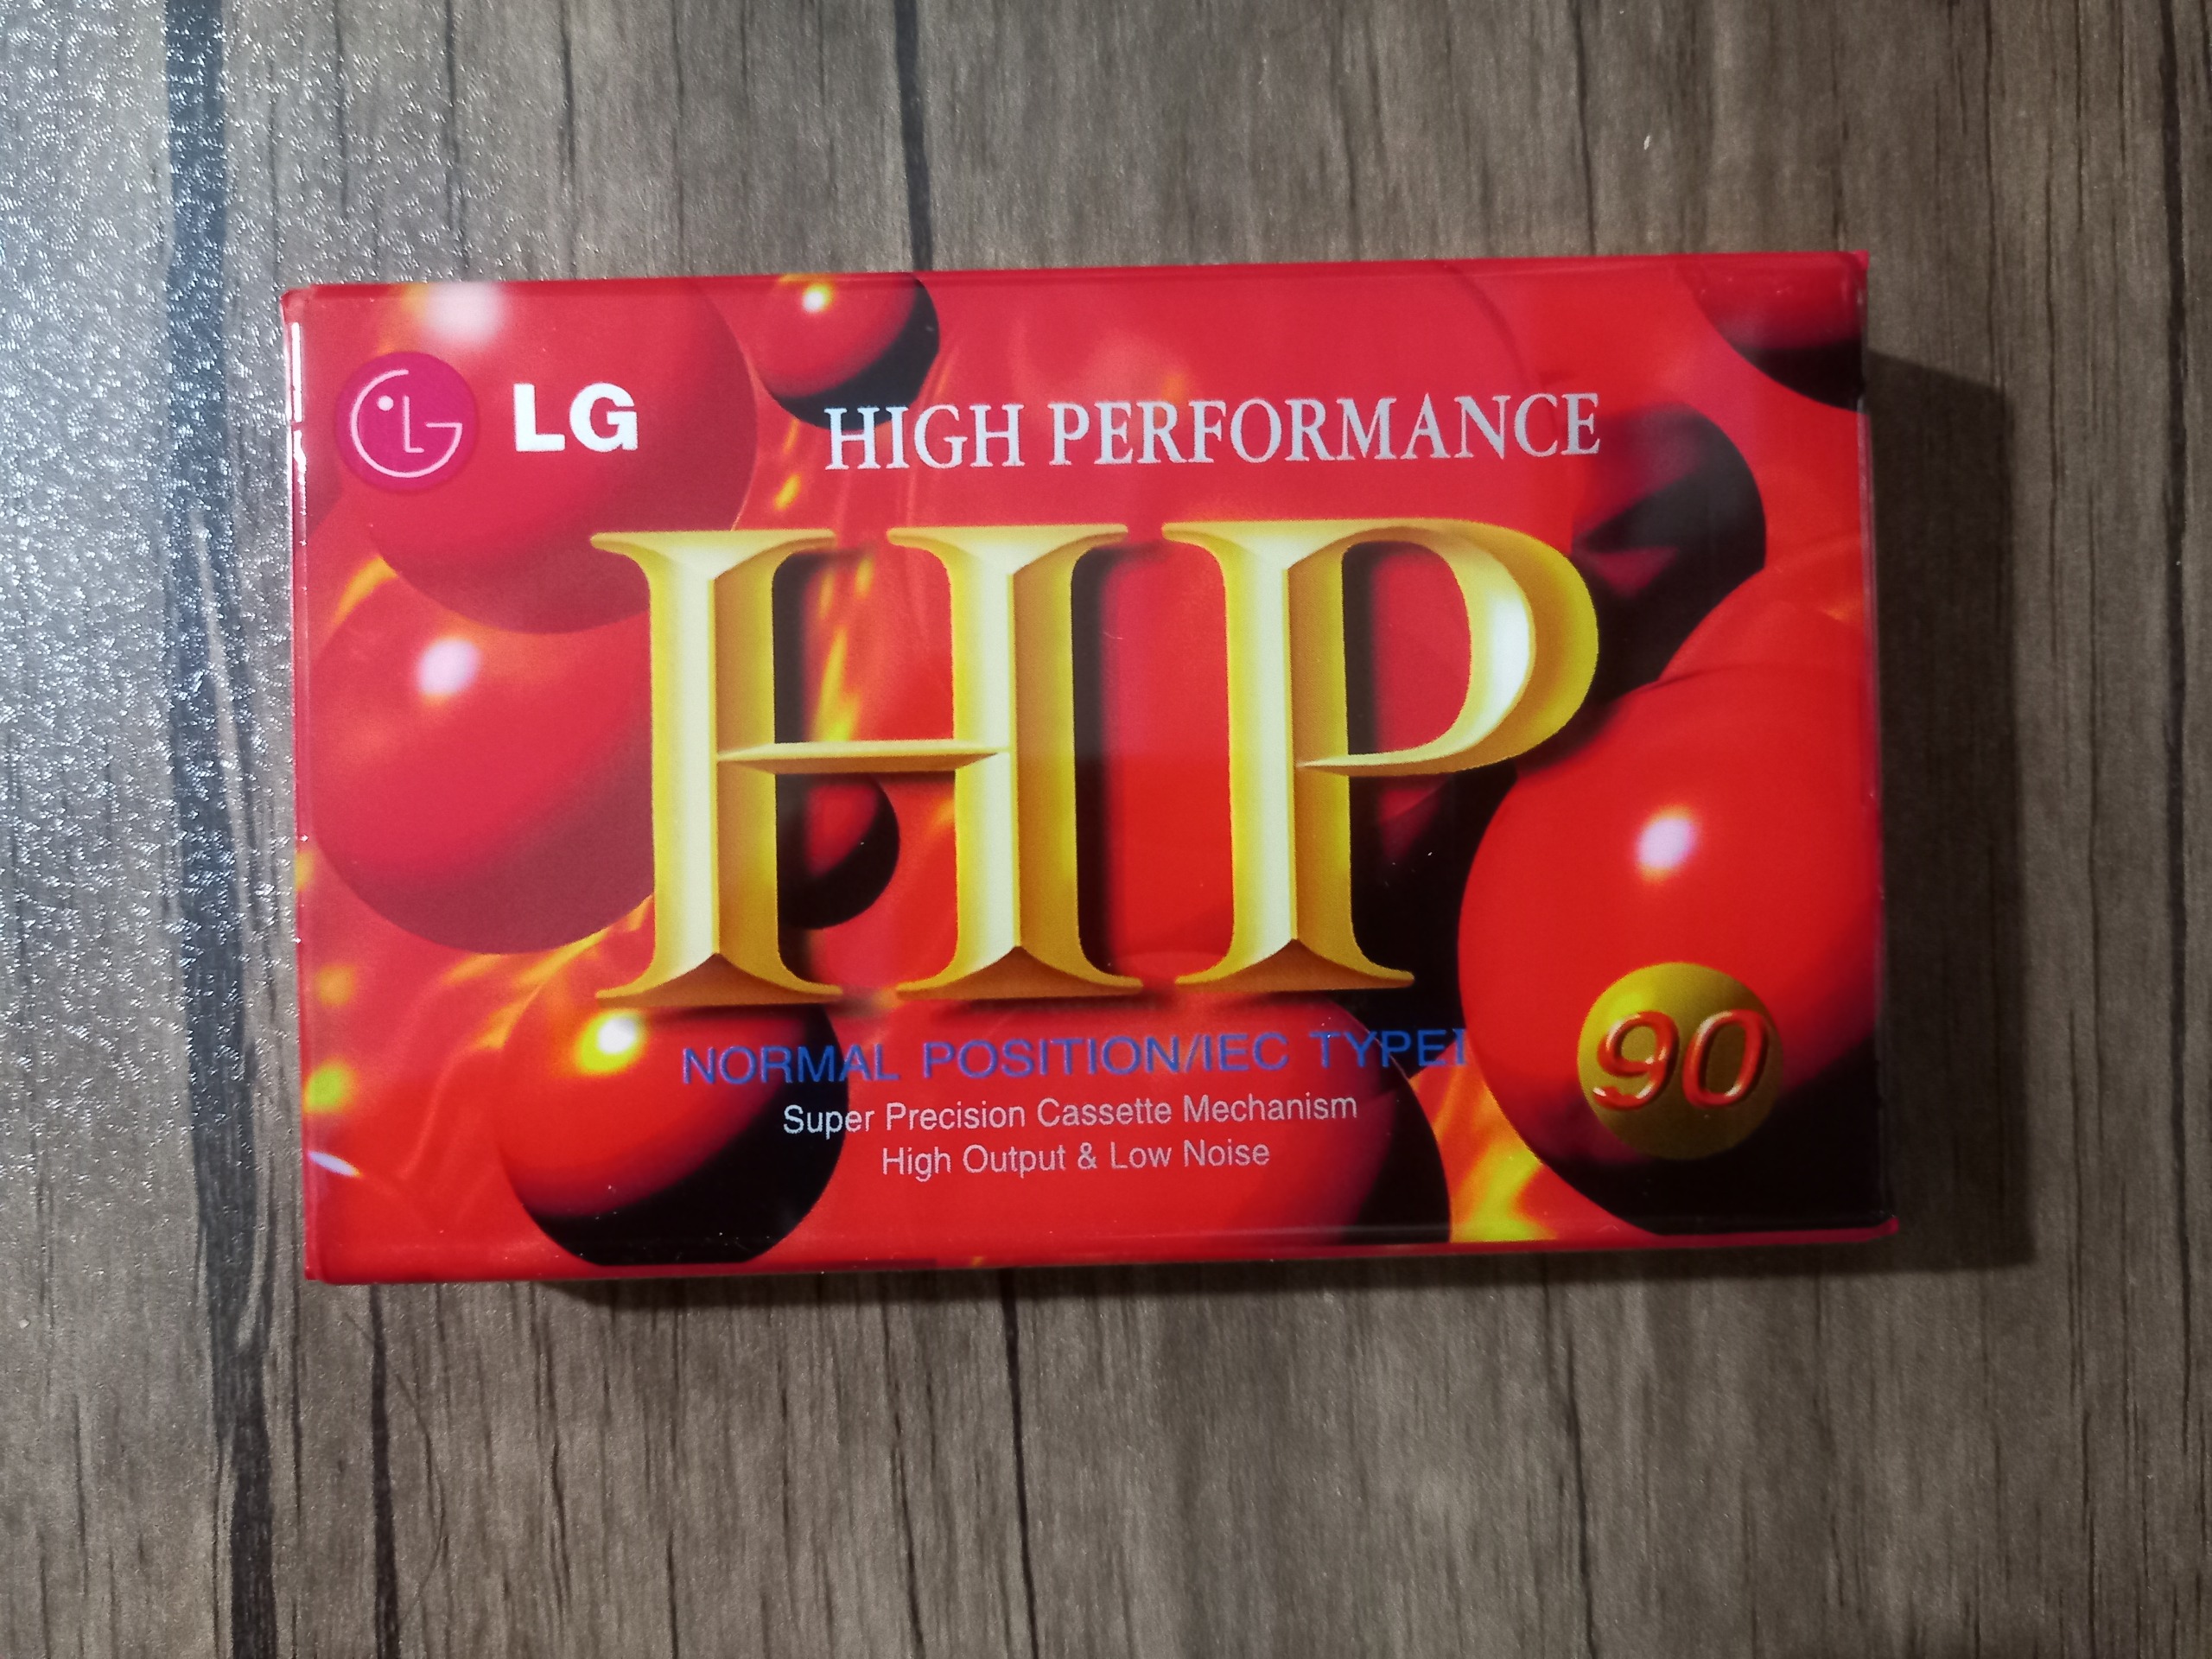 LG
HIGH PERFORMANCE
HP
NORMAL POSITION/IEC TYPEI
Super Precision Cassette Mechanism
High Output & Low Noise
90